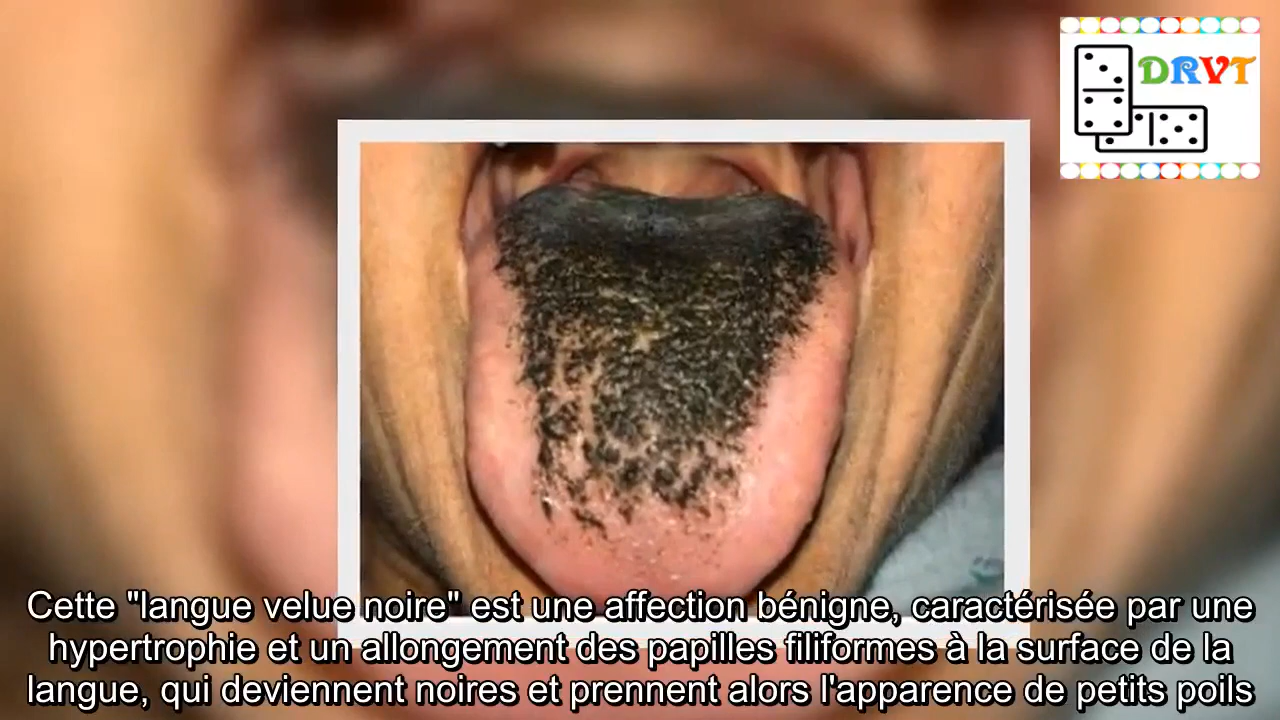 DRVT
Cette "langue velue noire" est une affection bénigne, caractérisée par une
hypertrophie et un allongement des papilles filiformes à la surface de la
langue, qui deviennent noires et prennent alors l'apparence de petits poils